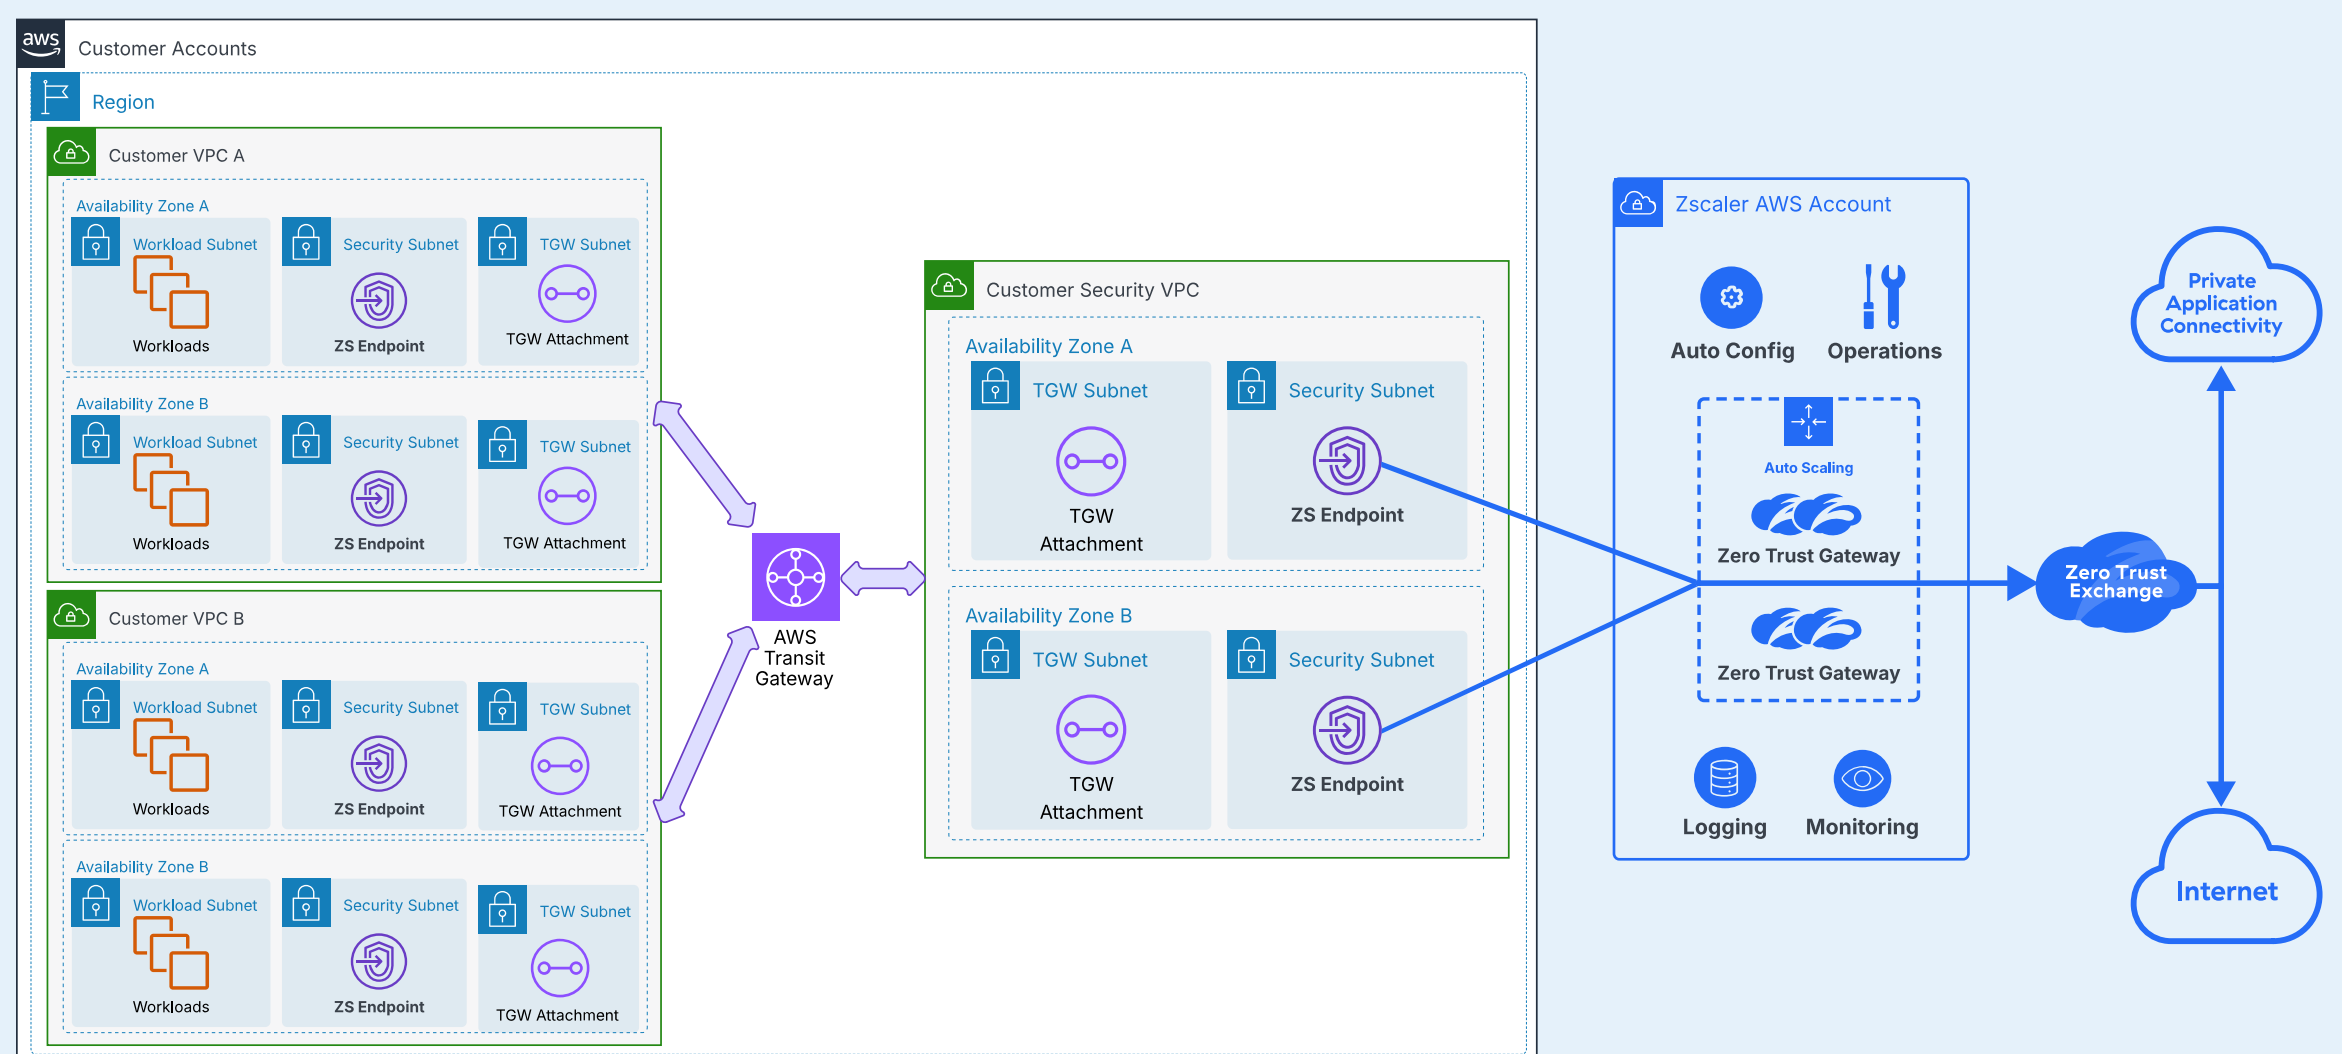 aws
Customer Accounts
Region
Customer VPC A
Availability Zone A
Workload Subnet
Workloads
Security Subnet
ZS Endpoint
TGW Subnet
TGW Attachment
Availability Zone B
Workload Subnet
Workloads
Security Subnet
ZS Endpoint
TGW Subnet
TGW Attachment
Customer VPC B
Availability Zone A
Workload Subnet
Workloads
Security Subnet
ZS Endpoint
TGW Subnet
TGW Attachment
Availability Zone B
Workload Subnet
Workloads
Security Subnet
ZS Endpoint
TGW Subnet
TGW Attachment
AWS
Transit
Gateway
Customer Security VPC
Availability Zone A
TGW Subnet
TGW
Attachment
Security Subnet
ZS Endpoint
Availability Zone B
TGW Subnet
TGW
Attachment
Security Subnet
ZS Endpoint
Zscaler AWS Account
Auto Config
Operations
Auto Scaling
Zero Trust Gateway
Zero Trust Gateway
Logging
Monitoring
Zero Trust
Exchange
Private
Application
Connectivity
Internet